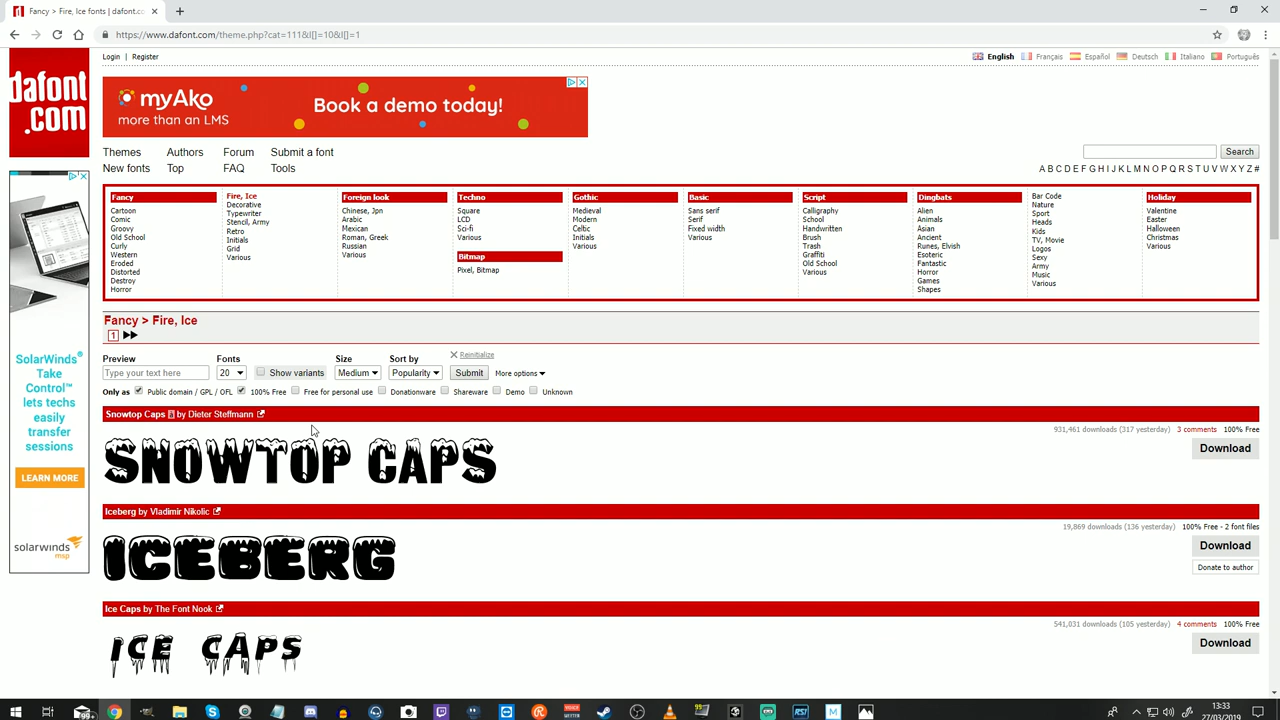 Fancy > Fire, Ice fonts | dafont.c
https://www.dafont.com/theme.php?cat=111&l[]=10&l[]=1
dafont
.com
Login | Register
English Français Español Deutsch Italiano Português
myAko
more than an LMS
Book a demo today!
Themes Authors Forum Submit a font
New fonts Top FAQ Tools
Search
A B C D E F G H I J K L M N O P Q R S T U V W X Y Z #
Fancy
Cartoon
Comic
Groovy
Old School
Curly
Western
Eroded
Distorted
Destroy
Horror
Fire, Ice
Decorative
Typewriter
Stencil, Army
Retro
Initials
Grid
Various
Foreign look
Chinese, Jpn
Arabic
Mexican
Roman, Greek
Russian
Various
Techno
Square
LCD
Sci-fi
Various
Bitmap
Pixel, Bitmap
Gothic
Medieval
Modern
Celtic
Initials
Various
Basic
Sans serif
Serif
Fixed width
Various
Script
Calligraphy
School
Handwritten
Brush
Trash
Graffiti
Old School
Various
Dingbats
Alien
Animals
Asian
Ancient
Runes, Elvish
Esoteric
Fantastic
Horror
Games
Shapes
Bar Code
Nature
Sport
Heads
Kids
TV, Movie
Logos
Sexy
Army
Music
Various
Holiday
Valentine
Easter
Halloween
Christmas
Various
SolarWinds®
Take
Control™
lets techs
easily
transfer
sessions
LEARN MORE
solarwinds
msp
Fancy > Fire, Ice
1
Preview Fonts Size Sort by Reinitialize
Type your text here 20 Show variants Medium Popularity Submit More options
Only as Public domain / GPL / OFL 100% Free Free for personal use Donationware Shareware Demo Unknown
Snowtop Caps à by Dieter Steffmann
931,461 downloads (317 yesterday) 3 comments 100% Free
SNOWTOP CAPS
Download
Iceberg by Vladimir Nikolic
19,869 downloads (136 yesterday) 100% Free - 2 font files
ICEBERG
Download
Donate to author
Ice Caps by The Font Nook
541,031 downloads (105 yesterday) 4 comments 100% Free
ICE CAPS
Download
99+
13:33
27/03/2019